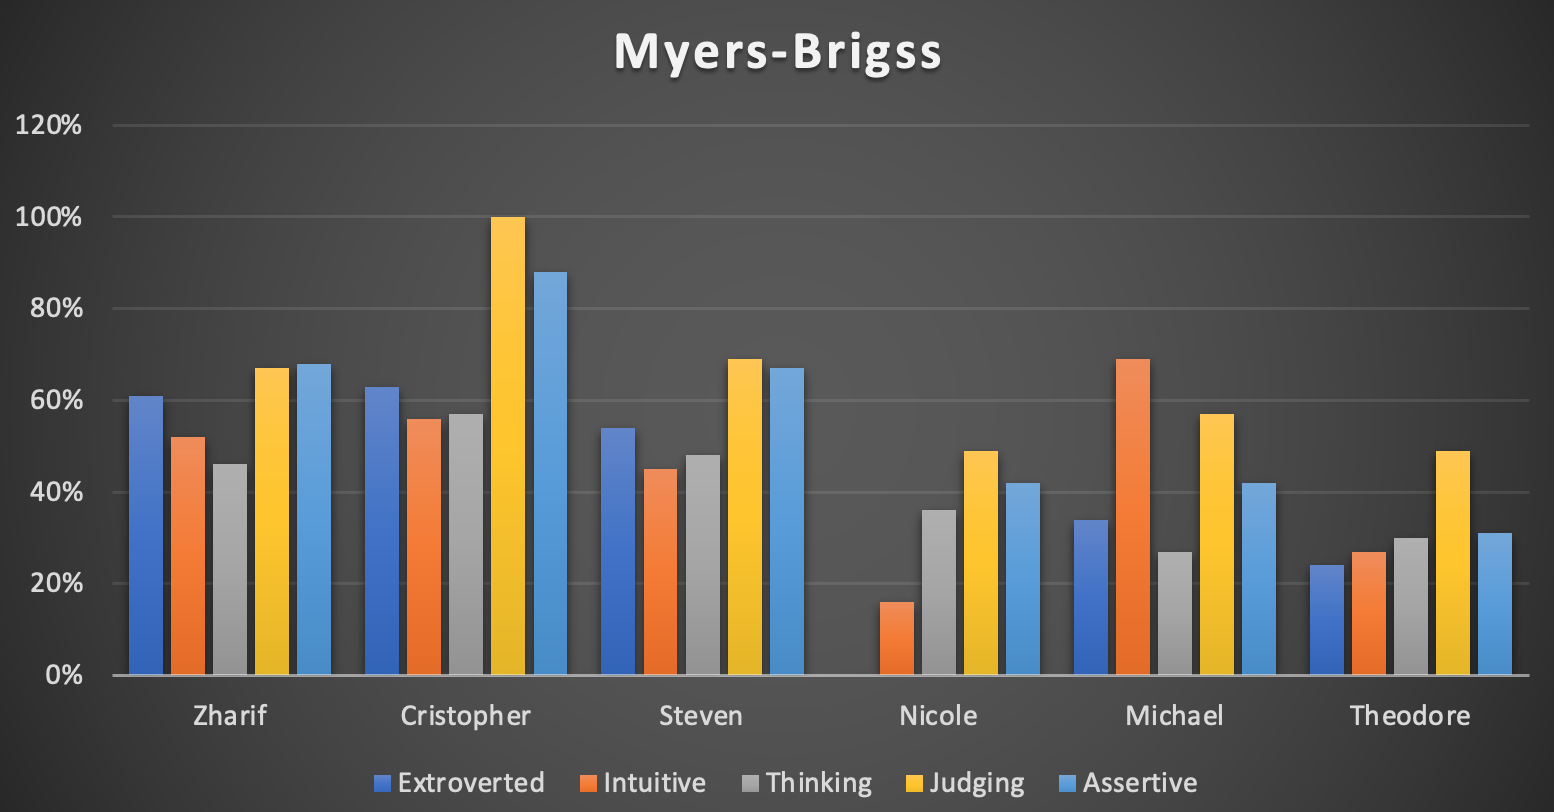 Myers-Brigss
120%
100%
80%
60%
40%
20%
0%
Zharif Cristopher Steven Nicole Michael Theodore
Extroverted Intuitive Thinking Judging Assertive